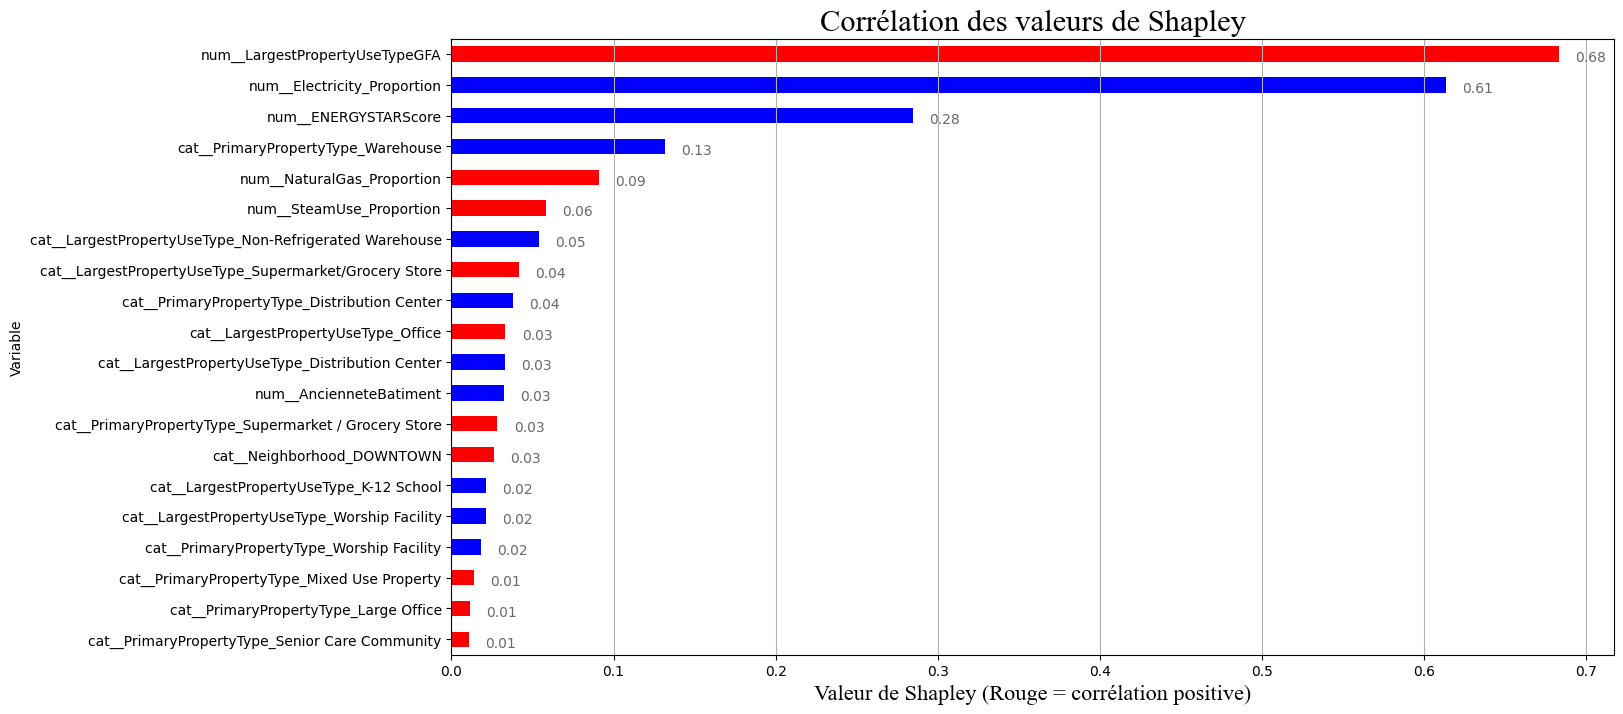 Corrélation des valeurs de Shapley
num__LargestPropertyUseTypeGFA 0.68
num__Electricity_Proportion 0.61
num__ENERGYSTARScore 0.28
cat__PrimaryPropertyType_Warehouse 0.13
num__NaturalGas_Proportion 0.09
num__SteamUse_Proportion 0.06
cat__LargestPropertyUseType_Non-Refrigerated Warehouse 0.05
cat__LargestPropertyUseType_Supermarket/Grocery Store 0.04
cat__PrimaryPropertyType_Distribution Center 0.04
cat__LargestPropertyUseType_Office 0.03
cat__LargestPropertyUseType_Distribution Center 0.03
num__AncienneteBatiment 0.03
cat__PrimaryPropertyType_Supermarket / Grocery Store 0.03
cat__Neighborhood_DOWNTOWN 0.03
cat__LargestPropertyUseType_K-12 School 0.02
cat__LargestPropertyUseType_Worship Facility 0.02
cat__PrimaryPropertyType_Worship Facility 0.02
cat__PrimaryPropertyType_Mixed Use Property 0.01
cat__PrimaryPropertyType_Large Office 0.01
cat__PrimaryPropertyType_Senior Care Community 0.01
Variable
0.0 0.1 0.2 0.3 0.4 0.5 0.6 0.7
Valeur de Shapley (Rouge = corrélation positive)